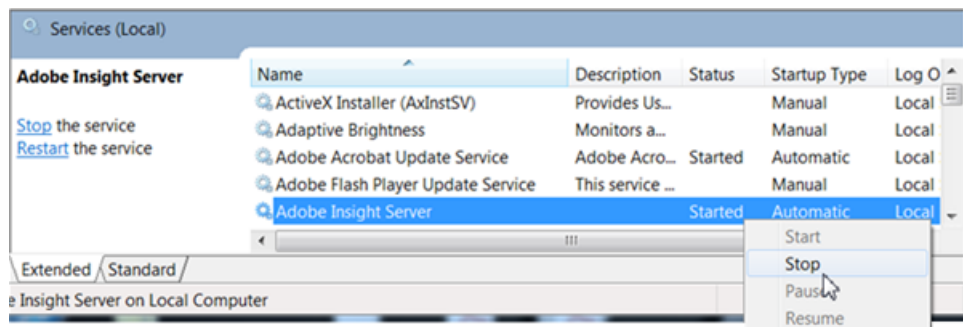 Services (Local)
Adobe Insight Server
Stop the service
Restart the service
Name Description Status Startup Type Log O
ActiveX Installer (AxInstSV) Provides Us... Manual Local
Adaptive Brightness Monitors a... Manual Local
Adobe Acrobat Update Service Adobe Acro... Started Automatic Local
Adobe Flash Player Update Service This service ... Manual Local
Adobe Insight Server Started Automatic Local
Start
Stop
Pause
Resume
Extended Standard
e Insight Server on Local Computer